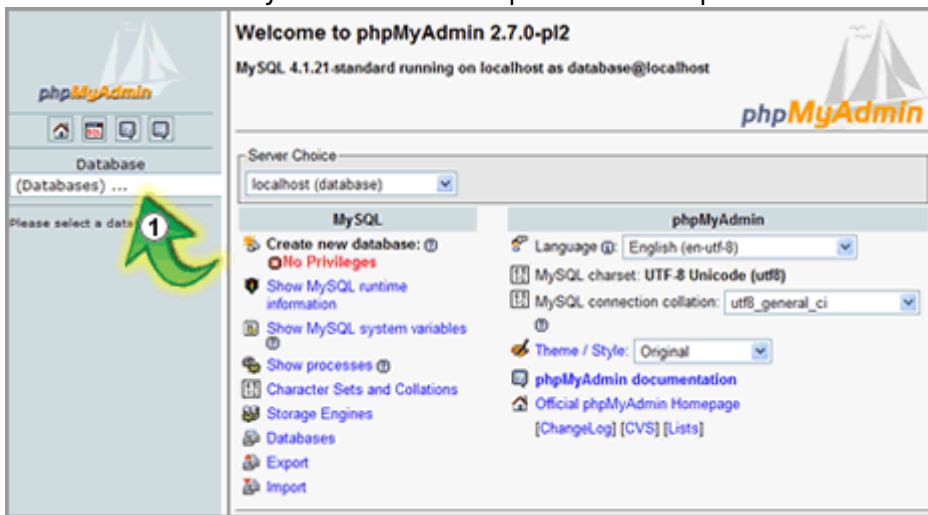 phpMyAdmin
Database
(Databases) ...
Please select a data
1
Welcome to phpMyAdmin 2.7.0-pl2
MySQL 4.1.21-standard running on localhost as database@localhost
phpMyAdmin
Server Choice
localhost (database)
MySQL
Create new database:
No Privileges
Show MySQL runtime
information
Show MySQL system variables
Show processes
Character Sets and Collations
Storage Engines
Databases
Export
Import
phpMyAdmin
Language: English (en-utf-8)
MySQL charset: UTF-8 Unicode (utf8)
MySQL connection collation: utf8_general_ci
Theme / Style: Original
phpMyAdmin documentation
Official phpMyAdmin Homepage
[ChangeLog] [CVS] [Lists]